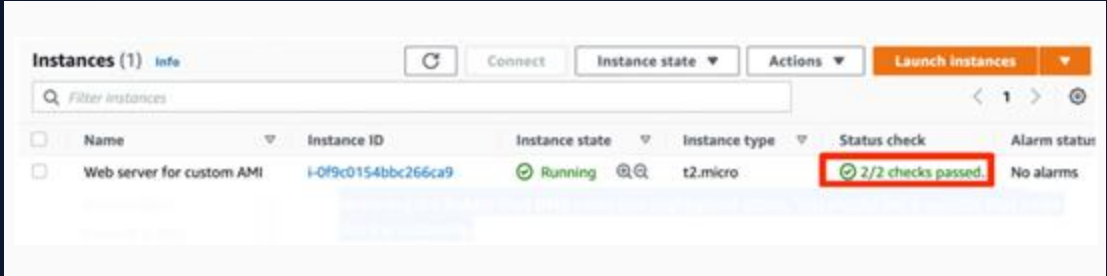 Instances (1) Info Connect Instance state Actions Launch instances
Filter instances 1
Name Instance ID Instance state Instance type Status check Alarm status
Web server for custom AMI i-0f9c0154bbc266ca9 Running t2.micro 2/2 checks passed. No alarms